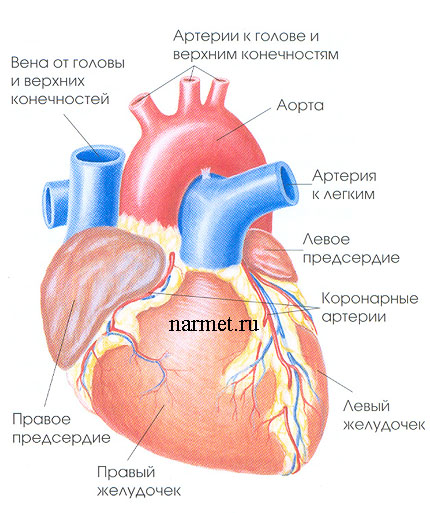 Артерии к голове и
верхним конечностям
Вена от головы
и верхних
конечностей
Аорта
Артерия
к легким
Левое
предсердие
Коронарные
артерии
narmet.ru
Левый
желудочек
Правое
предсердие
Правый
желудочек